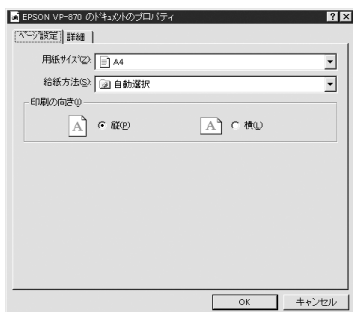 EPSON VP-870 のﾄﾞｷｭﾒﾝﾄのプロパティ
ページ設定 詳細
用紙サイズ(Z): A4
給紙方法(S): 自動選択
印刷の向き(I)
A 縦(P) A 横(L)
OK キャンセル